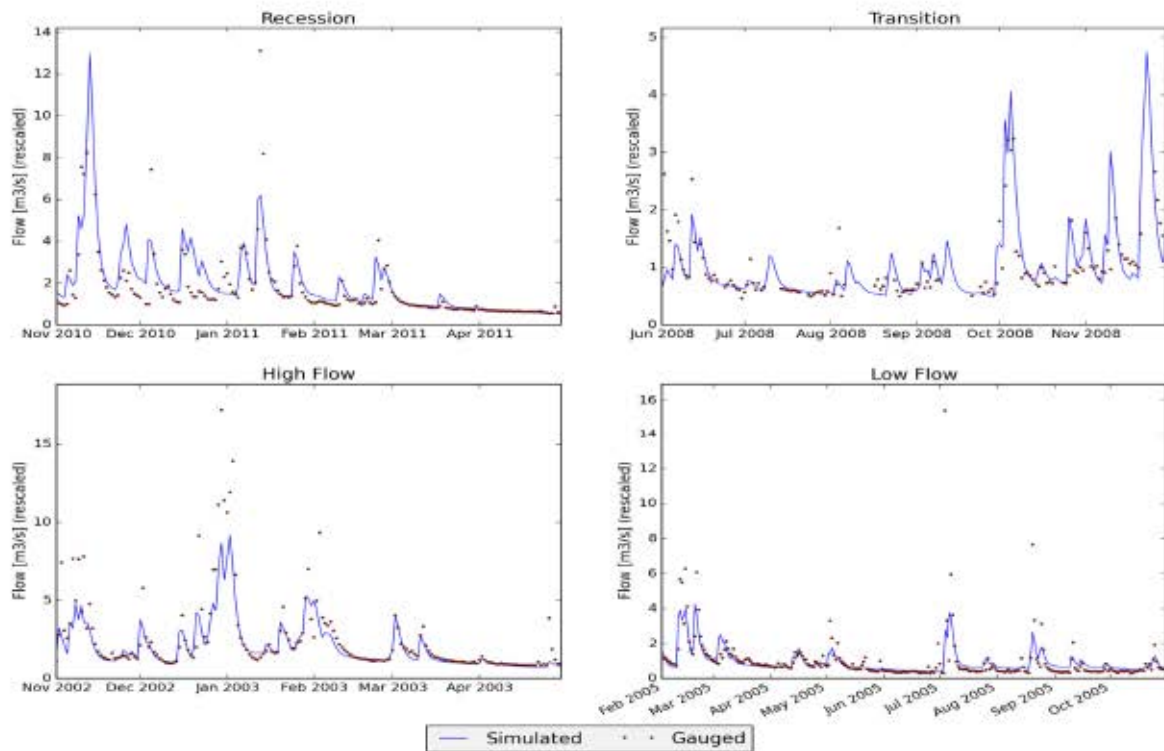 Recession
Flow [m3/s] (rescaled)
14
12
10
8
6
4
2
0
Nov 2010 Dec 2010 Jan 2011 Feb 2011 Mar 2011 Apr 2011
Transition
Flow [m3/s] (rescaled)
5
4
3
2
1
0
Jun 2008 Jul 2008 Aug 2008 Sep 2008 Oct 2008 Nov 2008
High Flow
Flow [m3/s] (rescaled)
15
10
5
0
Nov 2002 Dec 2002 Jan 2003 Feb 2003 Mar 2003 Apr 2003
Low Flow
Flow [m3/s] (rescaled)
16
14
12
10
8
6
4
2
0
Feb 2005 Mar 2005 Apr 2005 May 2005 Jun 2005 Jul 2005 Aug 2005 Sep 2005 Oct 2005
Simulated Gauged